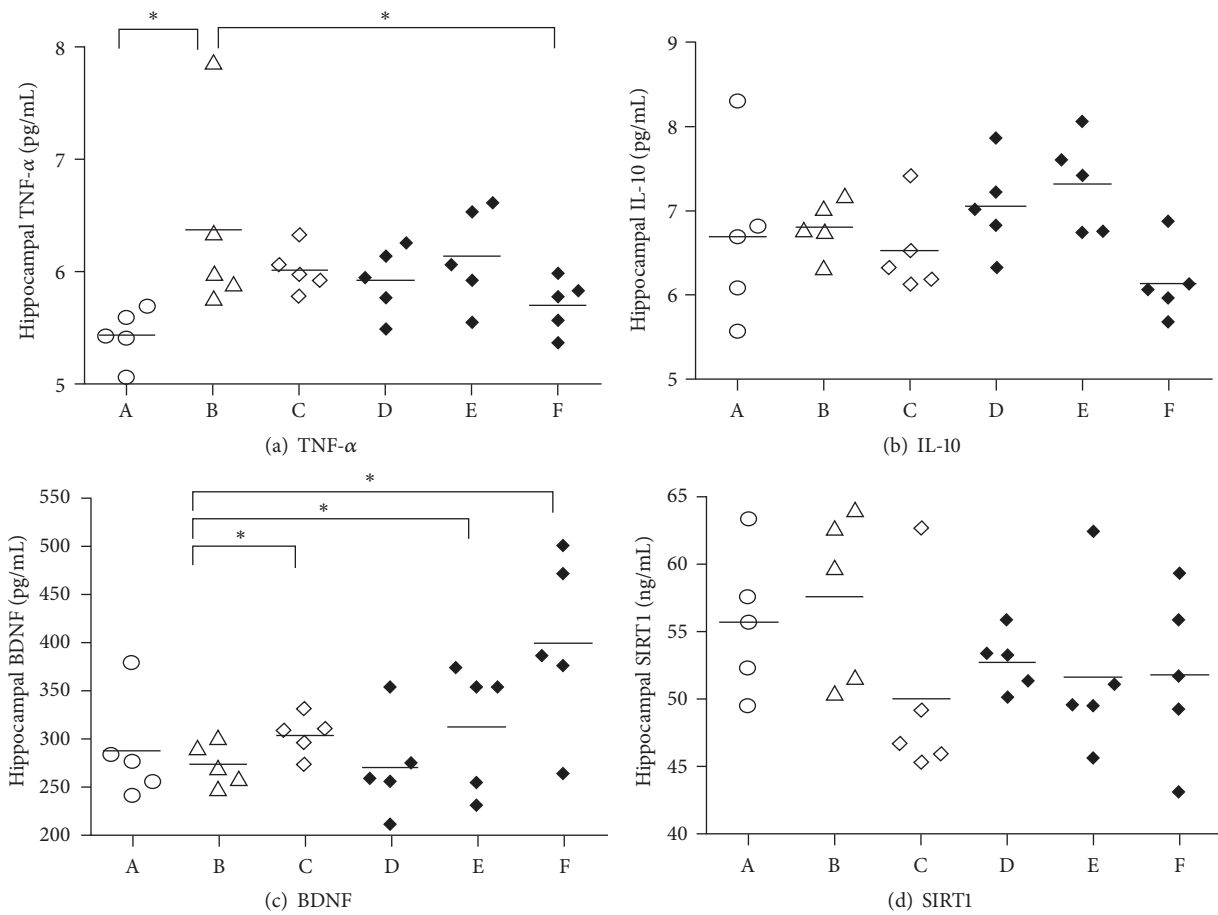 *
*
8
7
6
5
Hippocampal TNF-α (pg/mL)
A B C D E F
(a) TNF-α
9
8
7
6
5
Hippocampal IL-10 (pg/mL)
A B C D E F
(b) IL-10
*
*
*
550
500
450
400
350
300
250
200
Hippocampal BDNF (pg/mL)
A B C D E F
(c) BDNF
65
60
55
50
45
40
Hippocampal SIRT1 (ng/mL)
A B C D E F
(d) SIRT1